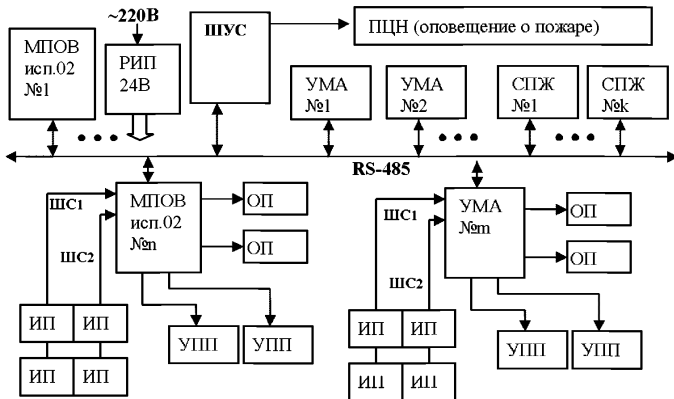 ~220В
ПЦН (оповещение о пожаре)
МПОВ
исп.02
№1
РИП
24В
ШУС
УМА
№1
УМА
№2
СПЖ
№1
СПЖ
№k
RS-485
ШС1
МПОВ
исп.02
№n
ОП
ОП
ШС2
ИП ИП
ИП ИП
УПП
УПП
ШС1
УМА
№m
ОП
ОП
ШС2
ИП ИП
ИП ИП
УПП
УПП